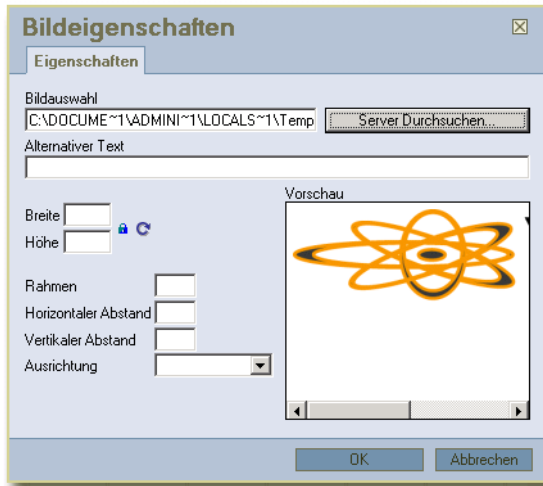 Bildeigenschaften
Eigenschaften
Bildauswahl
C:\DOCUME~1\ADMINI~1\LOCALS~1\Temp
Server Durchsuchen...
Alternativer Text
Vorschau
Breite
Höhe
Rahmen
Horizontaler Abstand
Vertikaler Abstand
Ausrichtung
OK
Abbrechen